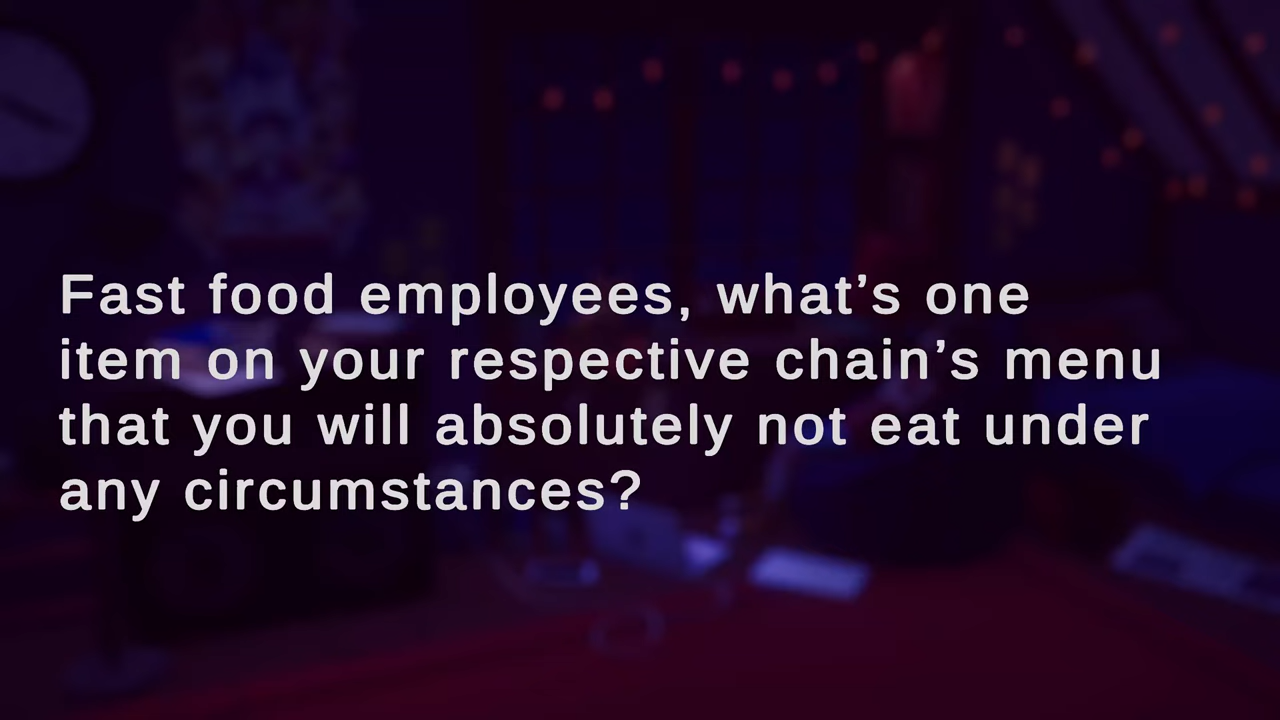 Fast food employees, what’s one
item on your respective chain’s menu
that you will absolutely not eat under
any circumstances?